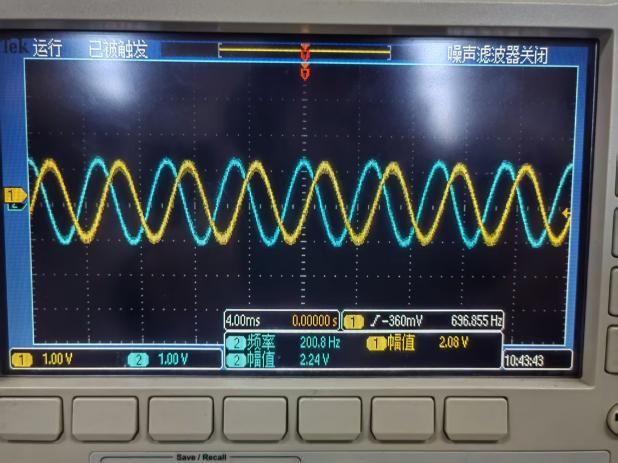 Tek 运行 已被触发 噪声滤波器关闭
1
2
4.00ms 0.00000 s 1 -360mV 696.855 Hz
2 频率 200.8 Hz 1 幅值 2.08 V
1 1.00 V 2 1.00 V 2 幅值 2.24 V 10:43:43
Save / Recall